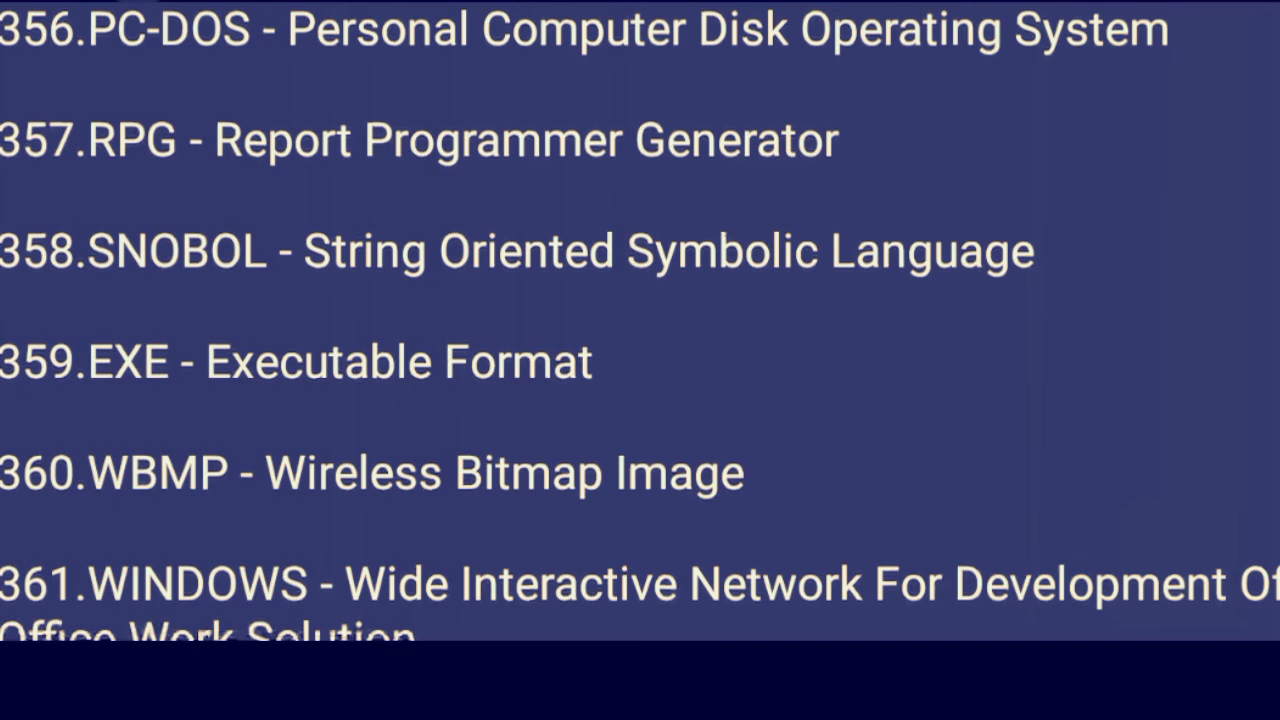 356.PC-DOS - Personal Computer Disk Operating System
357.RPG - Report Programmer Generator
358.SNOBOL - String Oriented Symbolic Language
359.EXE - Executable Format
360.WBMP - Wireless Bitmap Image
361.WINDOWS - Wide Interactive Network For Development Of
Office Work Solution